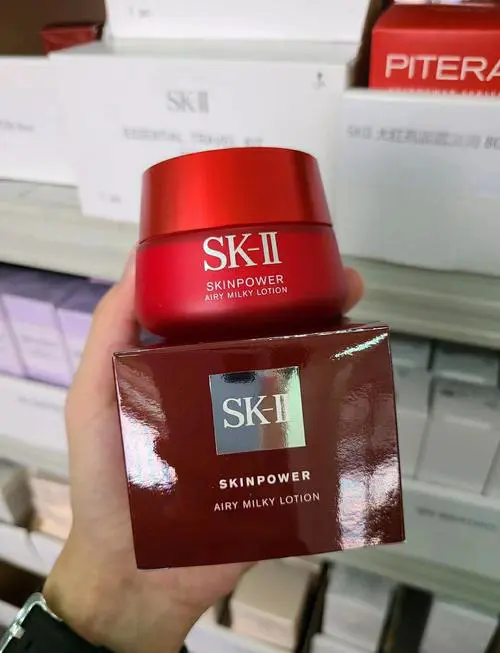 PITERA
SK-II
ESSENTIAL TRAVEL KIT
SK-II
SKINPOWER
AIRY MILKY LOTION
SK-II
SKINPOWER
AIRY MILKY LOTION